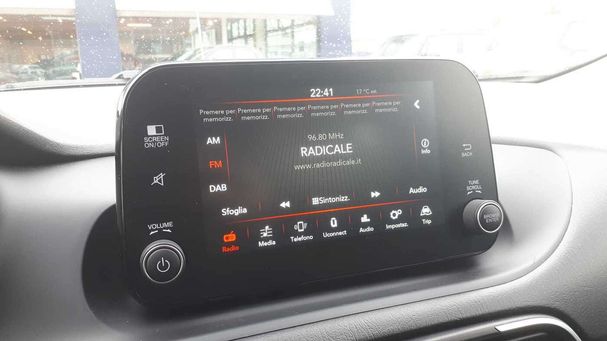 22:41 17 °C est.
Premere per memorizz. Premere per memorizz. Premere per memorizz. Premere per memorizz. Premere per memorizz. Premere per memorizz.
SCREEN ON/OFF
AM
FM
DAB
96.80 MHz
RADICALE
www.radioradicale.it
Info
BACK
Sfoglia
Sintonizz.
Audio
TUNE SCROLL
VOLUME
BROWSE ENTER
Radio Media Telefono Uconnect Audio Impostaz. Trip